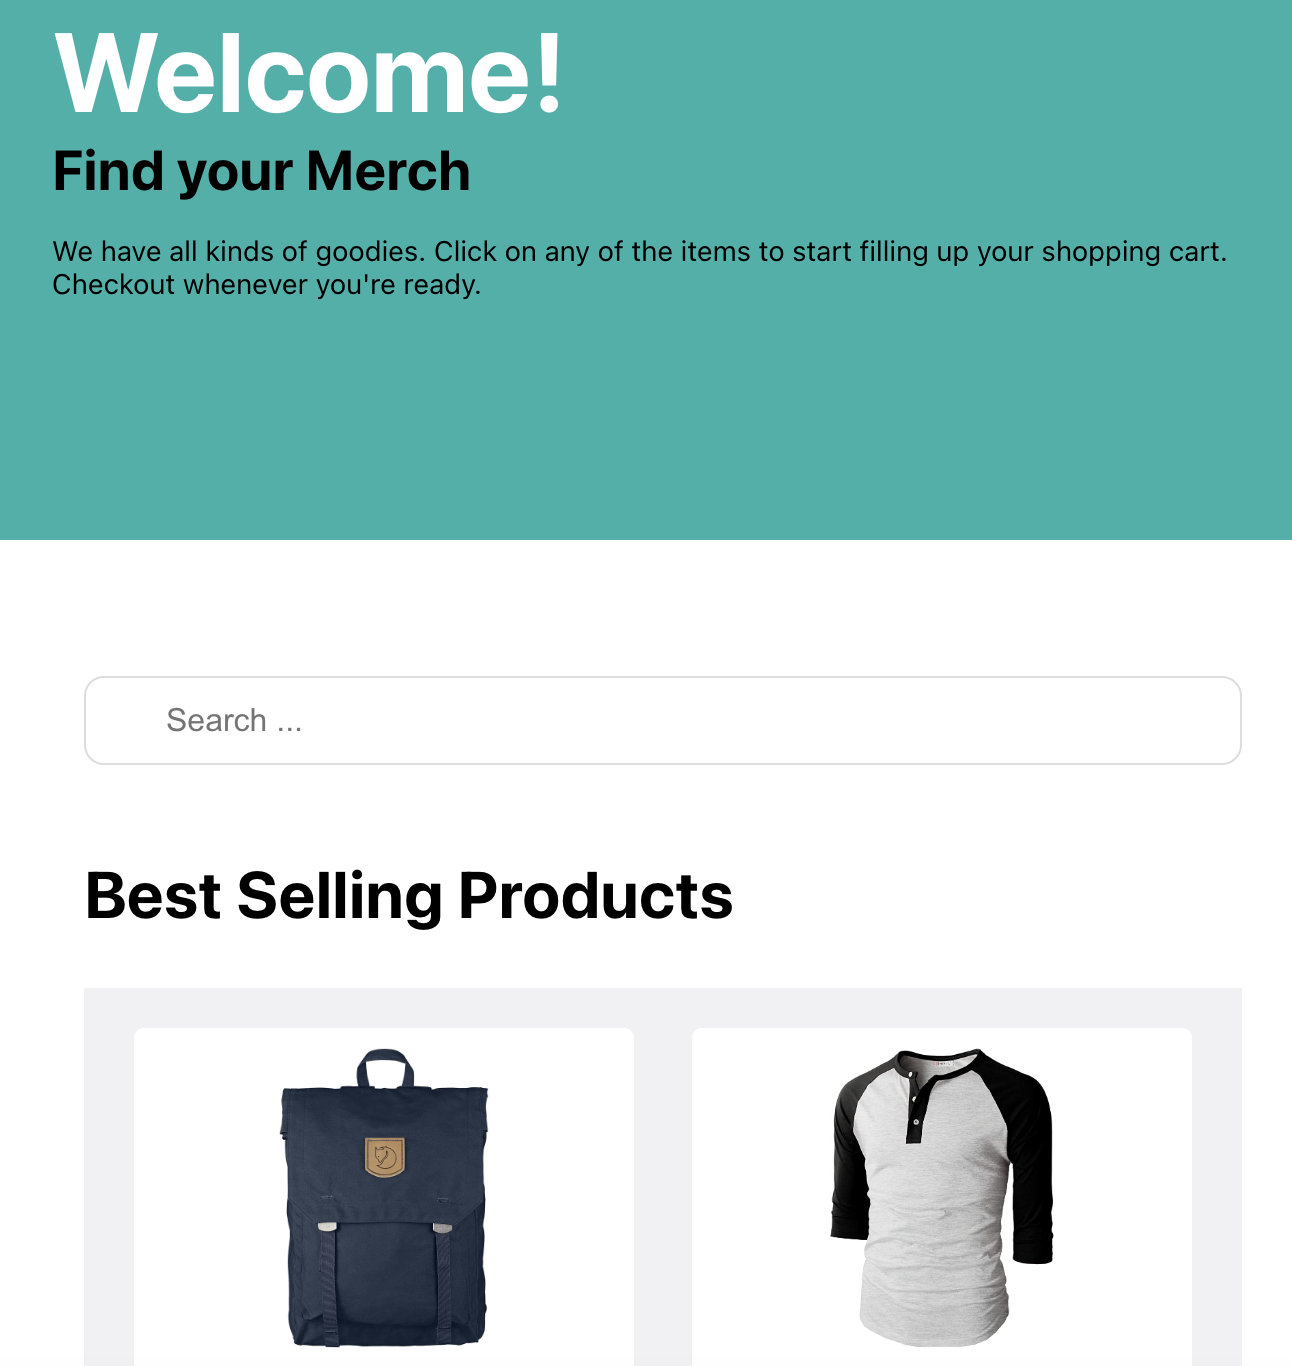 Welcome!
Find your Merch
We have all kinds of goodies. Click on any of the items to start filling up your shopping cart.
Checkout whenever you're ready.
Search ...
Best Selling Products